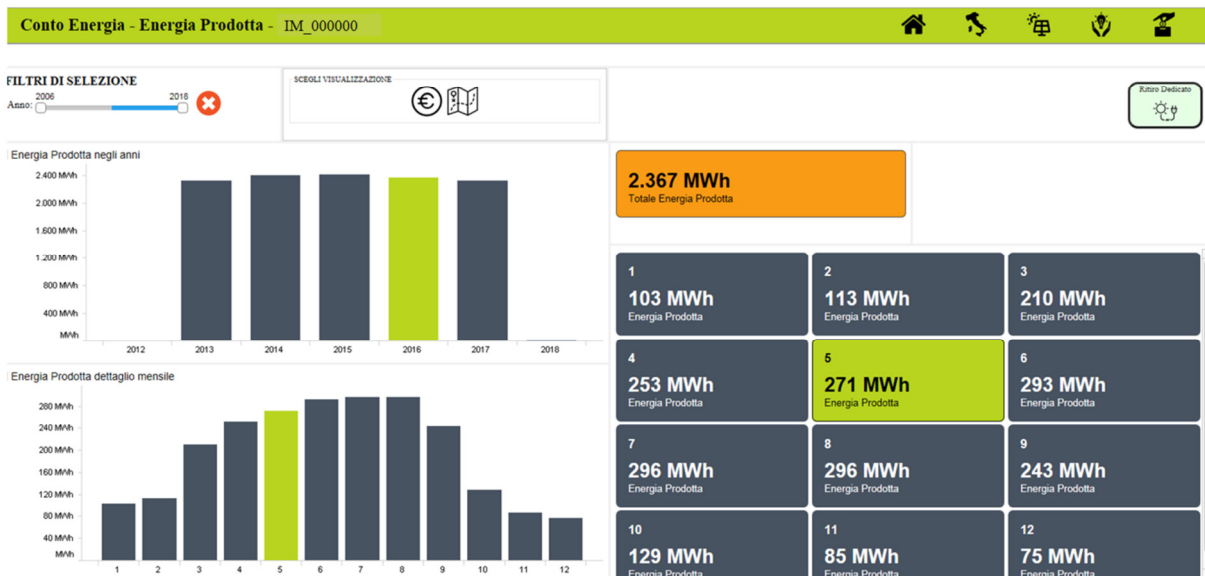 Conto Energia - Energia Prodotta - IM_000000
FILTRI DI SELEZIONE
Anno: 2006 2018
SCEGLI VISUALIZZAZIONE
Ritiro Dedicato
Energia Prodotta negli anni
2.400 MWh
2.000 MWh
1.600 MWh
1.200 MWh
800 MWh
400 MWh
MWh
2012 2013 2014 2015 2016 2017 2018
Energia Prodotta dettaglio mensile
280 MWh
240 MWh
200 MWh
160 MWh
120 MWh
80 MWh
40 MWh
MWh
1 2 3 4 5 6 7 8 9 10 11 12
2.367 MWh
Totale Energia Prodotta
1
103 MWh
Energia Prodotta
2
113 MWh
Energia Prodotta
3
210 MWh
Energia Prodotta
4
253 MWh
Energia Prodotta
5
271 MWh
Energia Prodotta
6
293 MWh
Energia Prodotta
7
296 MWh
Energia Prodotta
8
296 MWh
Energia Prodotta
9
243 MWh
Energia Prodotta
10
129 MWh
Energia Prodotta
11
85 MWh
Energia Prodotta
12
75 MWh
Energia Prodotta